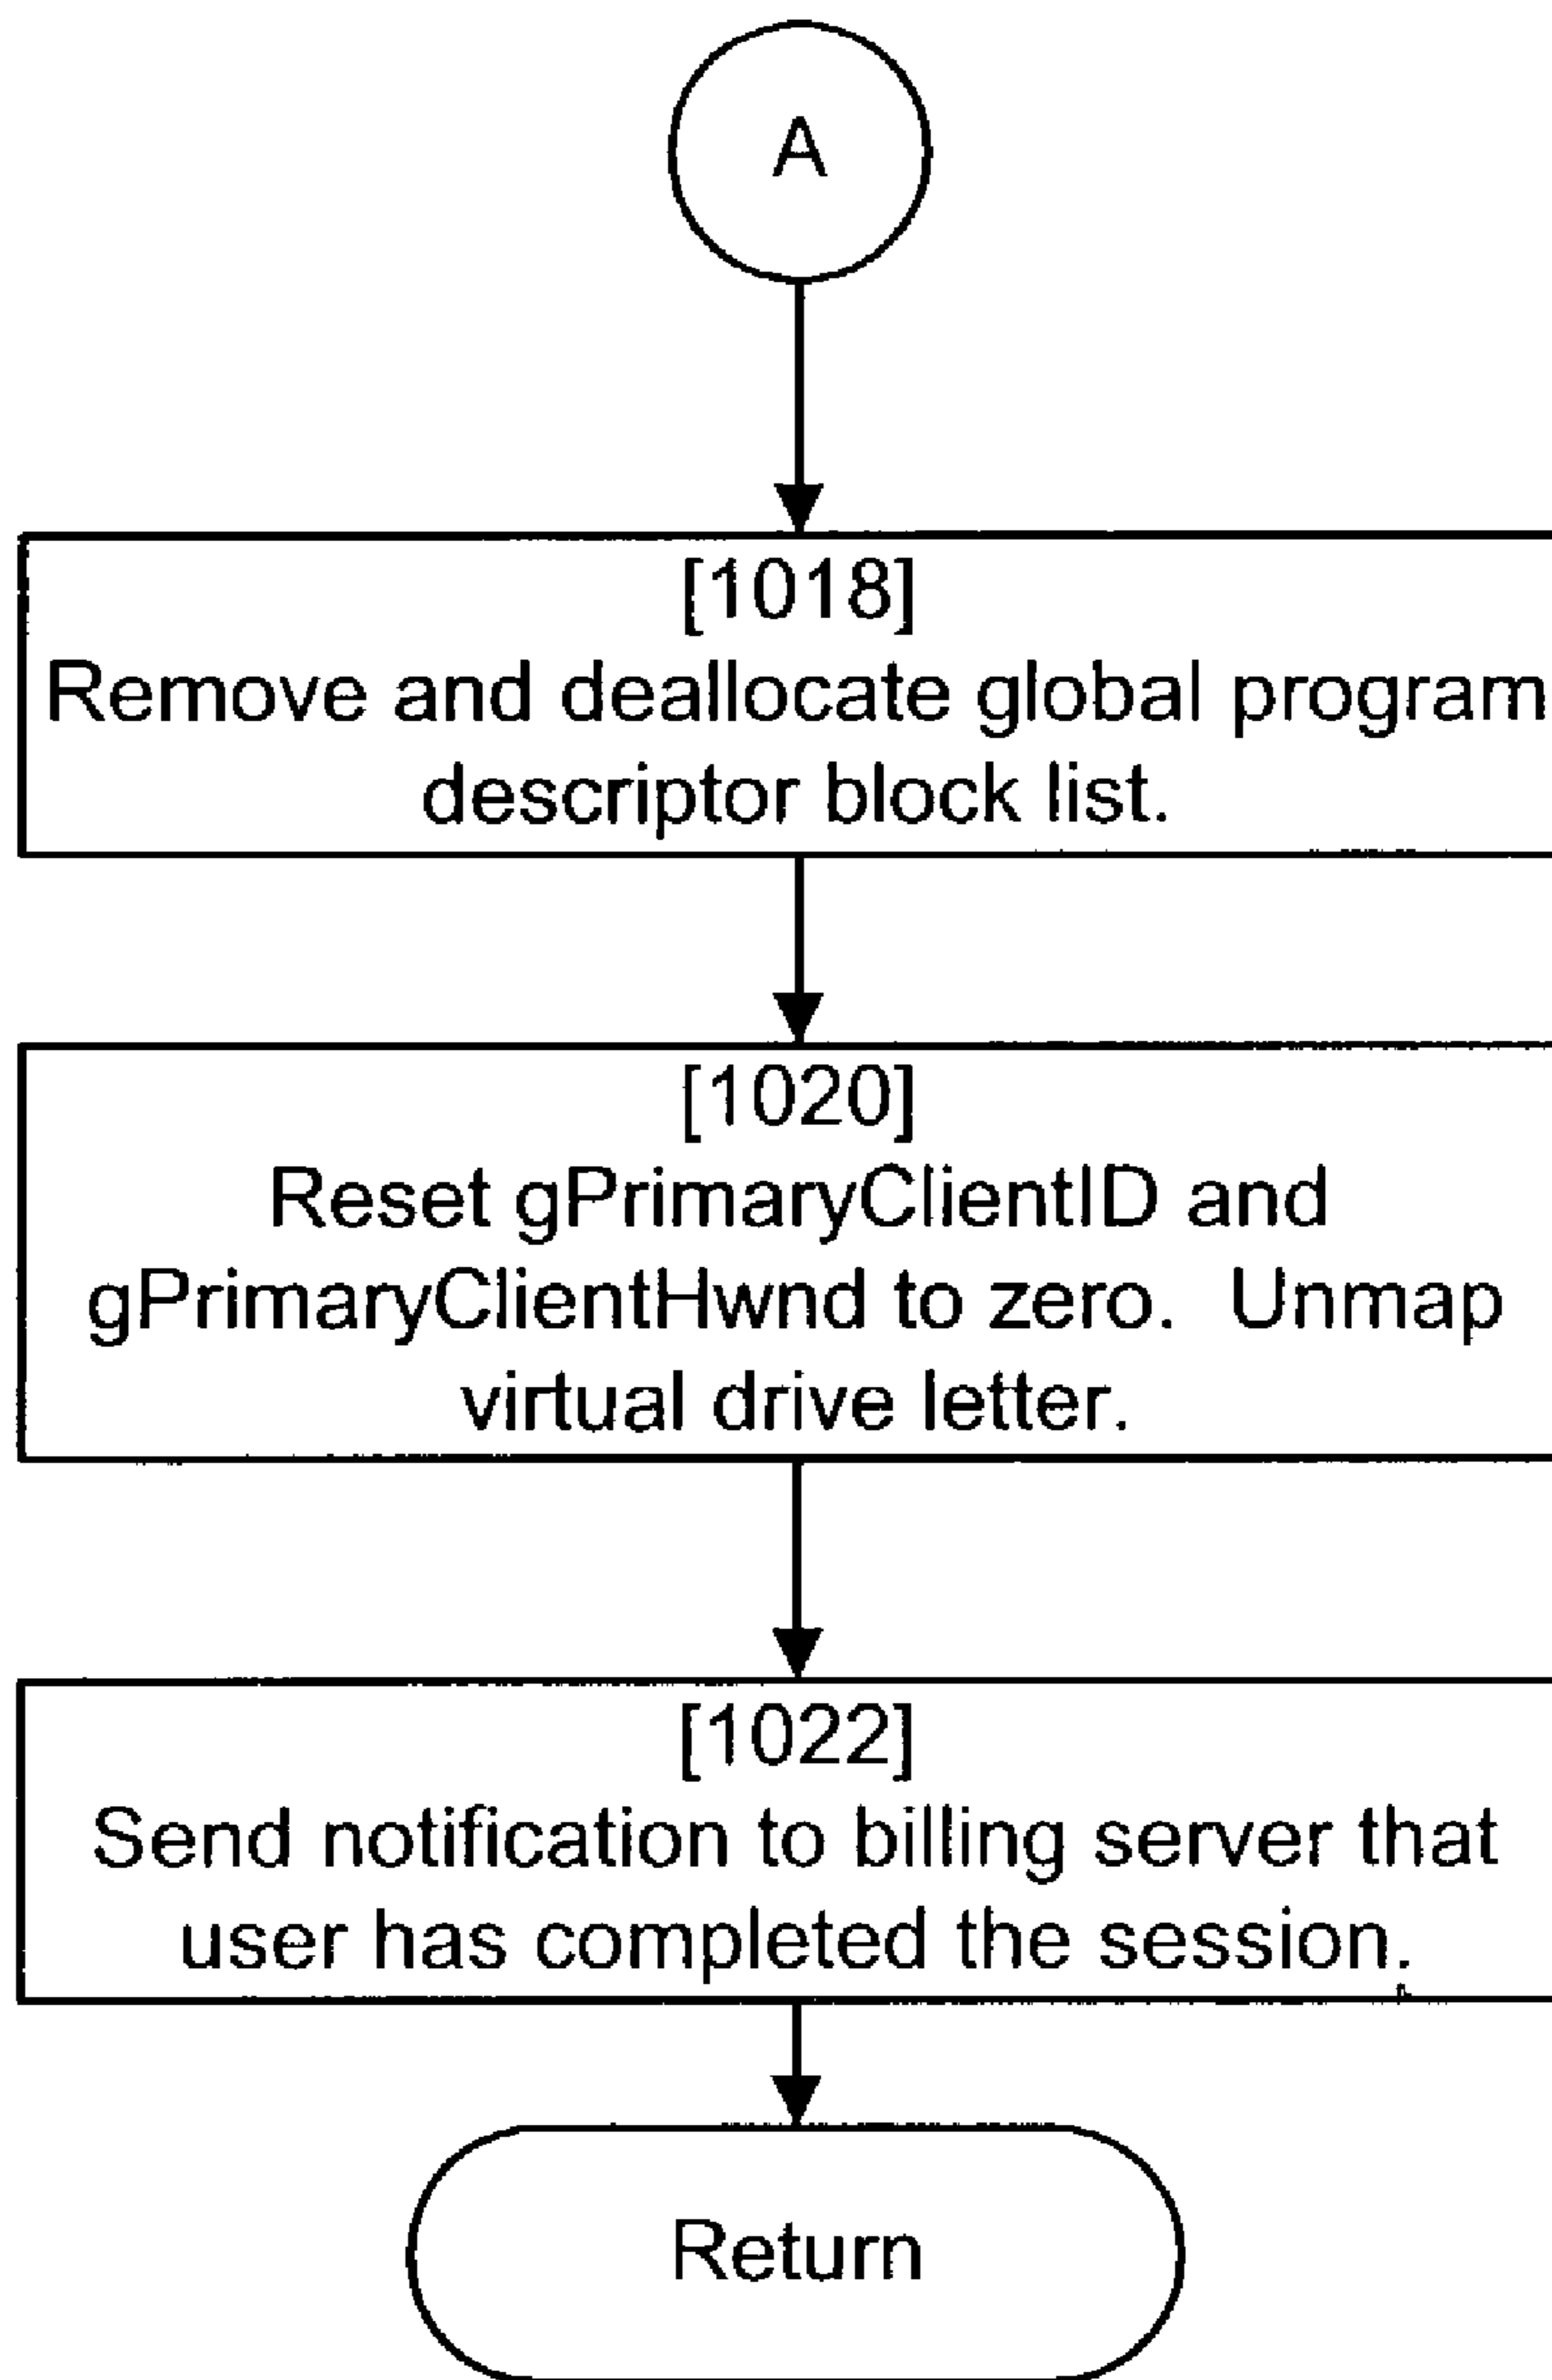 A
[1018]
Remove and deallocate global program
descriptor block list.
[1020]
Reset gPrimaryClientID and
gPrimaryClientHwnd to zero.  Unmap
virtual drive letter.
[1022]
Send notification to billing server that
user has completed the session.
Return